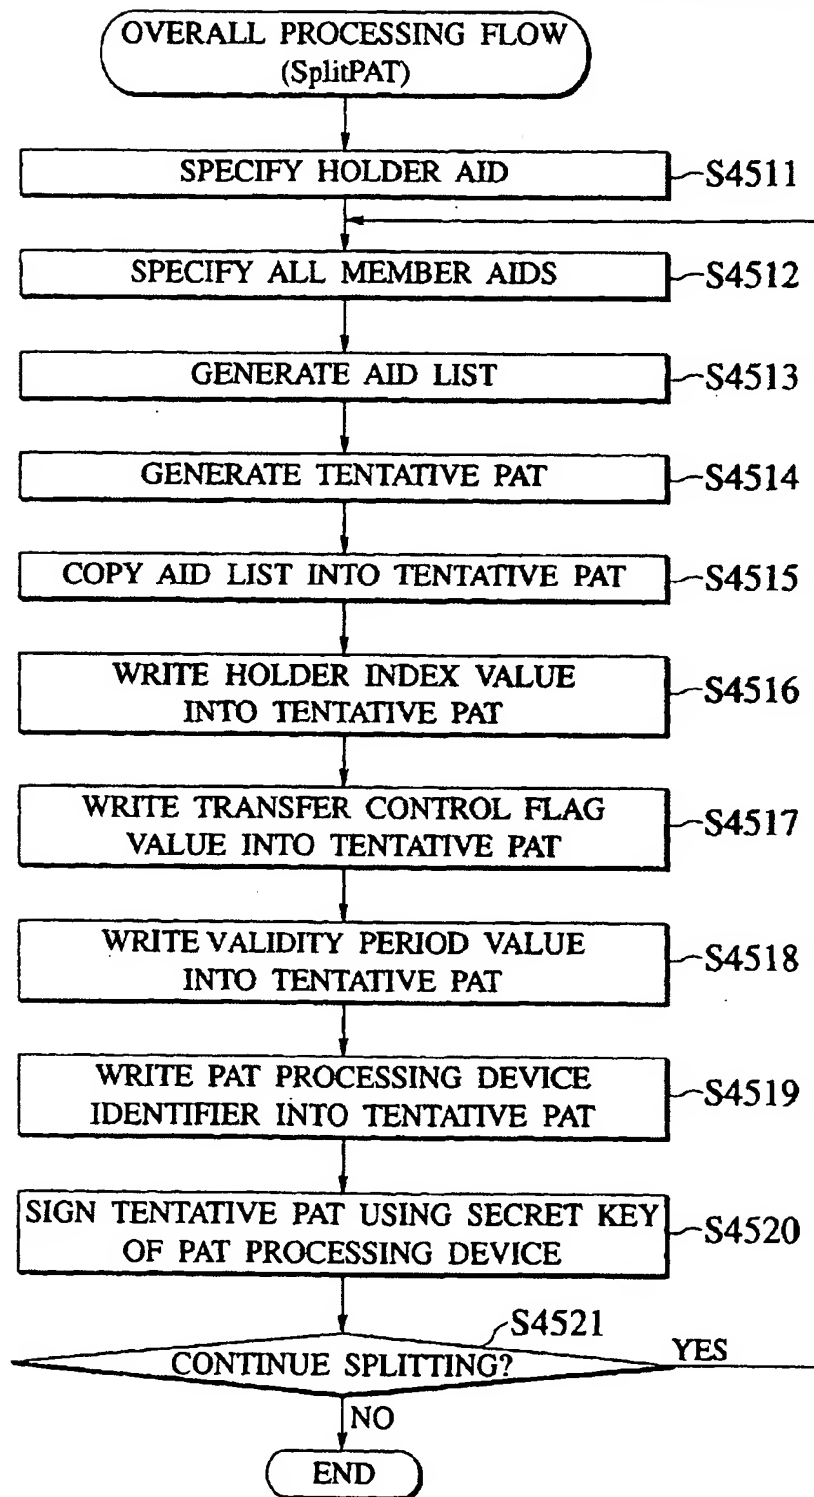 OVERALL PROCESSING FLOW
(SplitPAT)
SPECIFY HOLDER AID
S4511
SPECIFY ALL MEMBER AIDS
S4512
GENERATE AID LIST
S4513
GENERATE TENTATIVE PAT
S4514
COPY AID LIST INTO TENTATIVE PAT
S4515
WRITE HOLDER INDEX VALUE
INTO TENTATIVE PAT
S4516
WRITE TRANSFER CONTROL FLAG
VALUE INTO TENTATIVE PAT
S4517
WRITE VALIDITY PERIOD VALUE
INTO TENTATIVE PAT
S4518
WRITE PAT PROCESSING DEVICE
IDENTIFIER INTO TENTATIVE PAT
S4519
SIGN TENTATIVE PAT USING SECRET KEY
OF PAT PROCESSING DEVICE
S4520
S4521
CONTINUE SPLITTING?
YES
NO
END